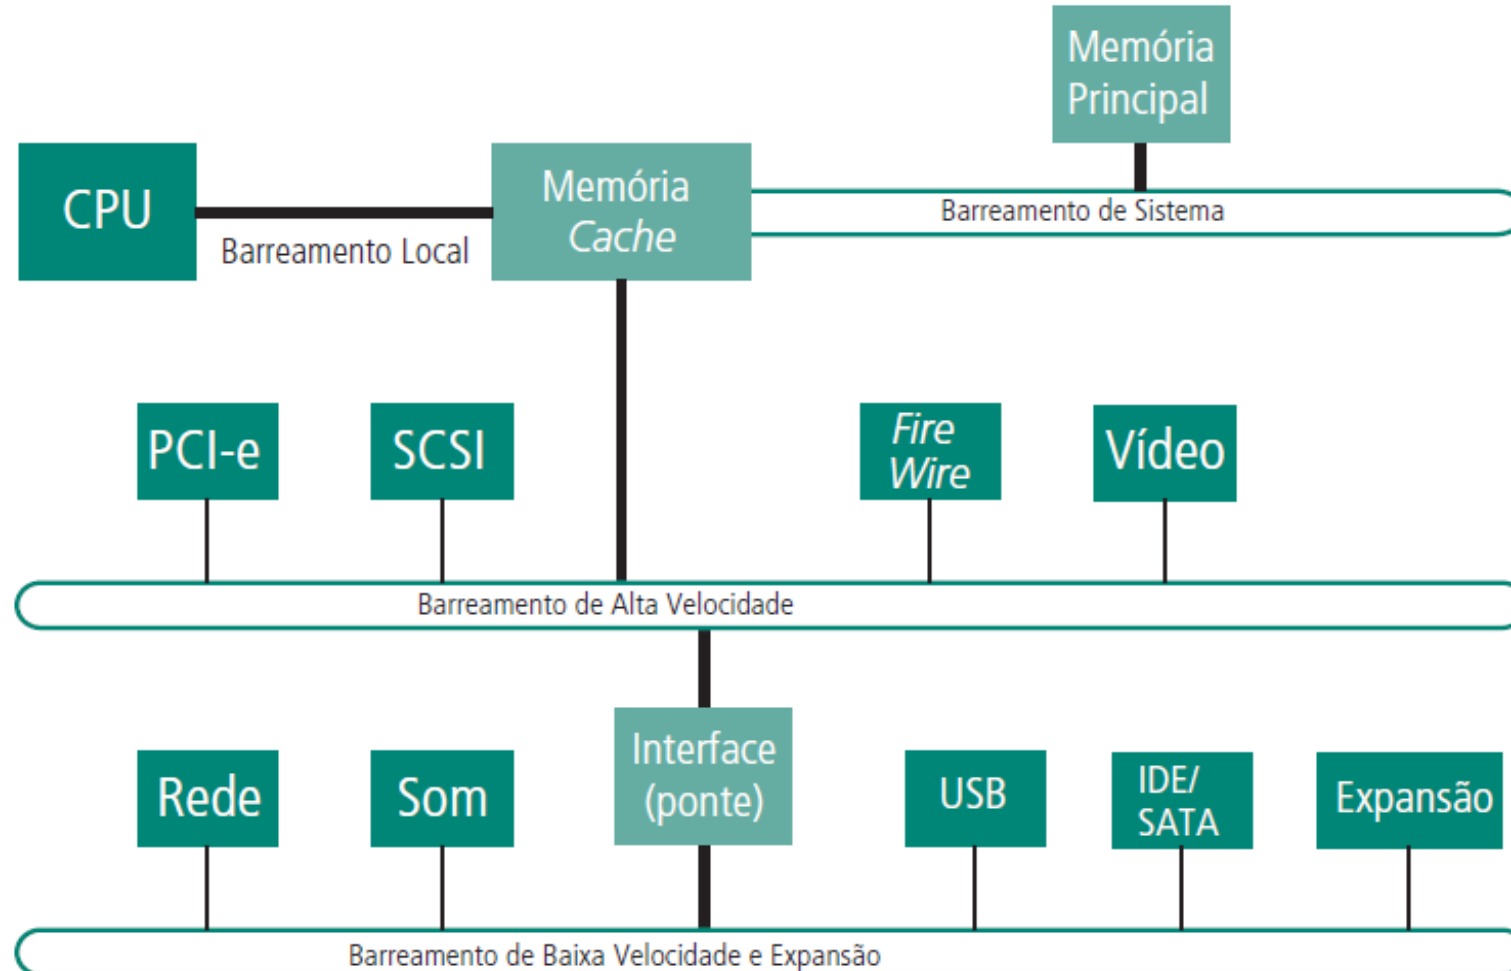 Memória
Principal
CPU
Memória
Cache
Barreamento de Sistema
Barreamento Local
PCI-e
SCSI
Fire
Wire
Vídeo
Barreamento de Alta Velocidade
Rede
Som
Interface
(ponte)
USB
IDE/
SATA
Expansão
Barreamento de Baixa Velocidade e Expansão